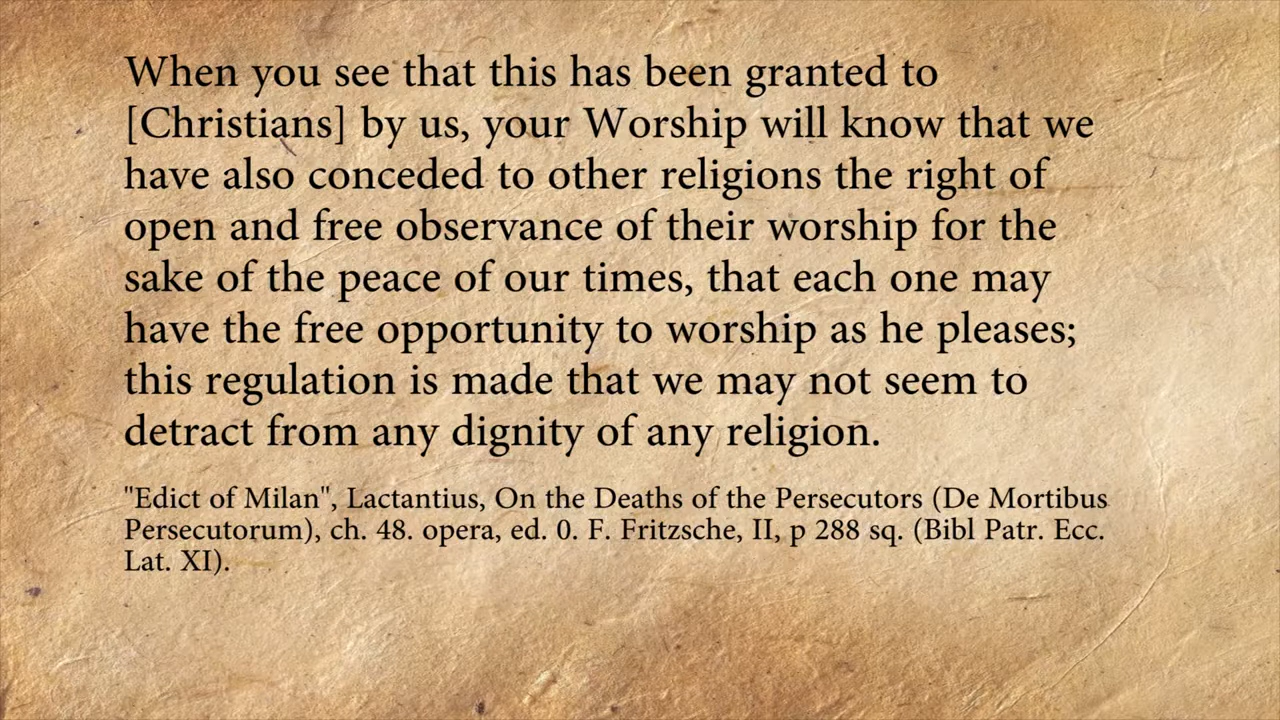 When you see that this has been granted to
[Christians] by us, your Worship will know that we
have also conceded to other religions the right of
open and free observance of their worship for the
sake of the peace of our times, that each one may
have the free opportunity to worship as he pleases;
this regulation is made that we may not seem to
detract from any dignity of any religion.
"Edict of Milan", Lactantius, On the Deaths of the Persecutors (De Mortibus
Persecutorum), ch. 48. opera, ed. 0. F. Fritzsche, II, p 288 sq. (Bibl Patr. Ecc.
Lat. XI).